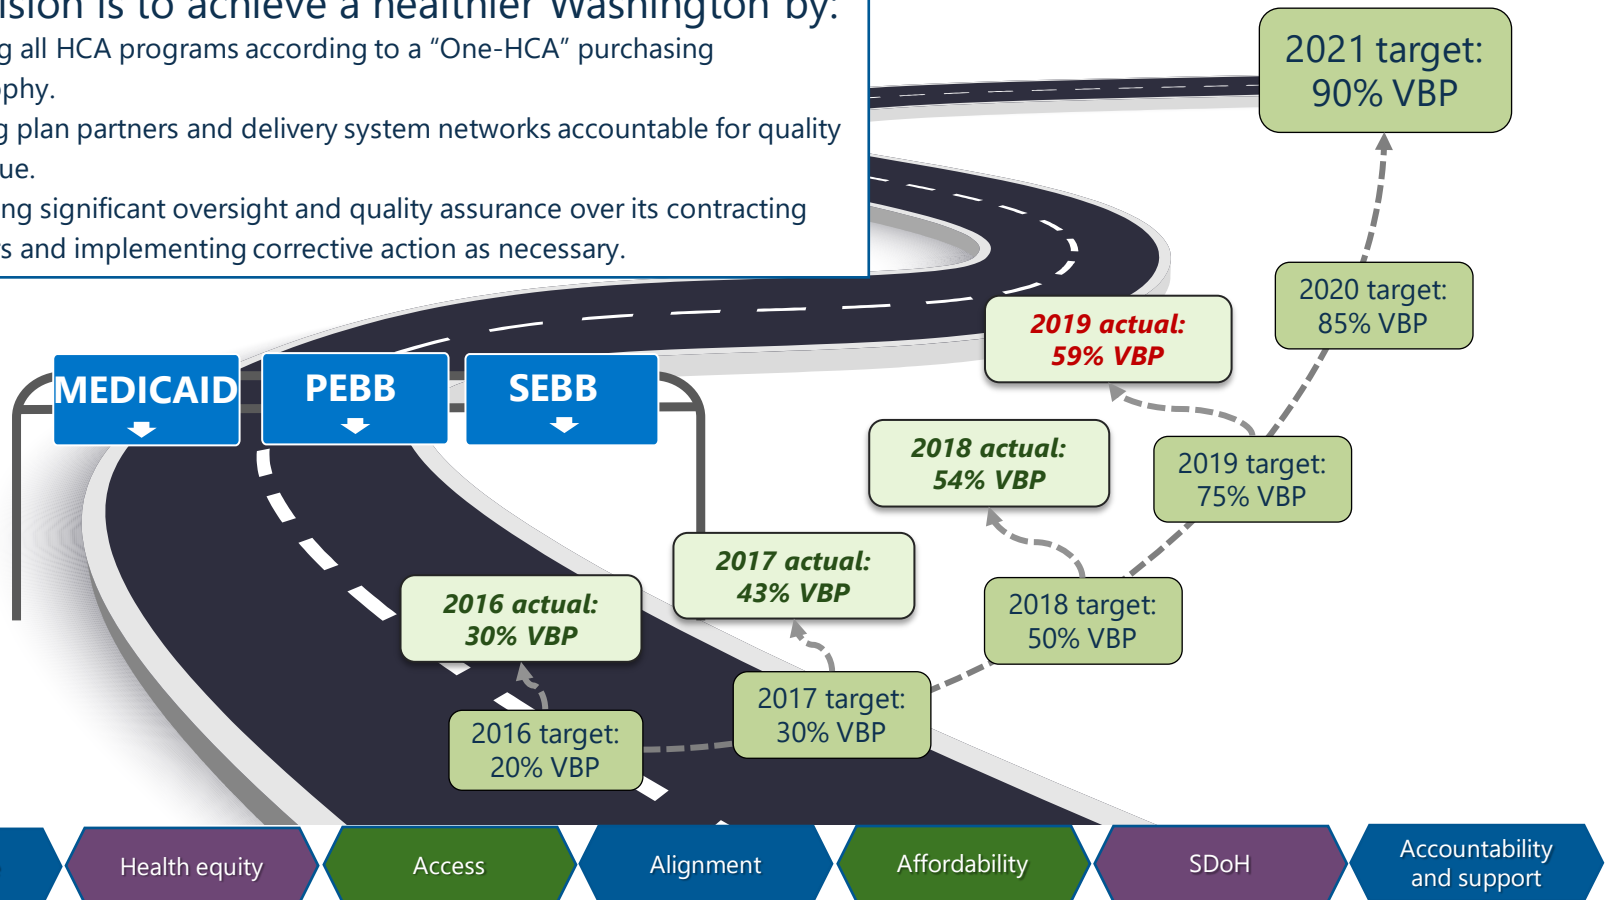 ision is to achieve a healthier Washington by:
g all HCA programs according to a “One-HCA” purchasing
ophy.
g plan partners and delivery system networks accountable for quality
ue.
ng significant oversight and quality assurance over its contracting
s and implementing corrective action as necessary.
2021 target:
90% VBP
2020 target:
85% VBP
2019 actual:
59% VBP
MEDICAID
PEBB
SEBB
2018 actual:
54% VBP
2019 target:
75% VBP
2017 actual:
43% VBP
2016 actual:
30% VBP
2018 target:
50% VBP
2017 target:
30% VBP
2016 target:
20% VBP
Health equity
Access
Alignment
Affordability
SDoH
Accountability
and support